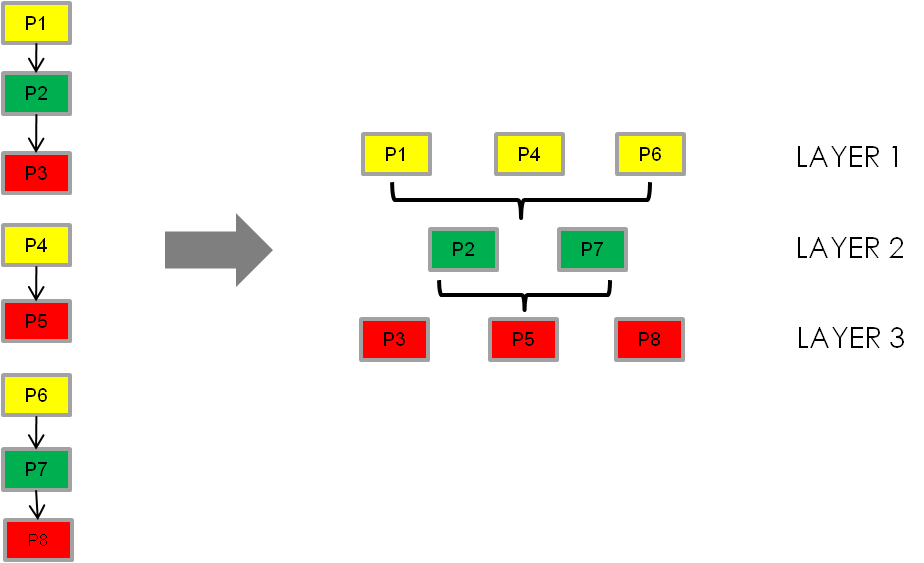 P1
P2
P3
P4
P5
P6
P7
P8
P1 P4 P6 LAYER 1
P2 P7 LAYER 2
P3 P5 P8 LAYER 3